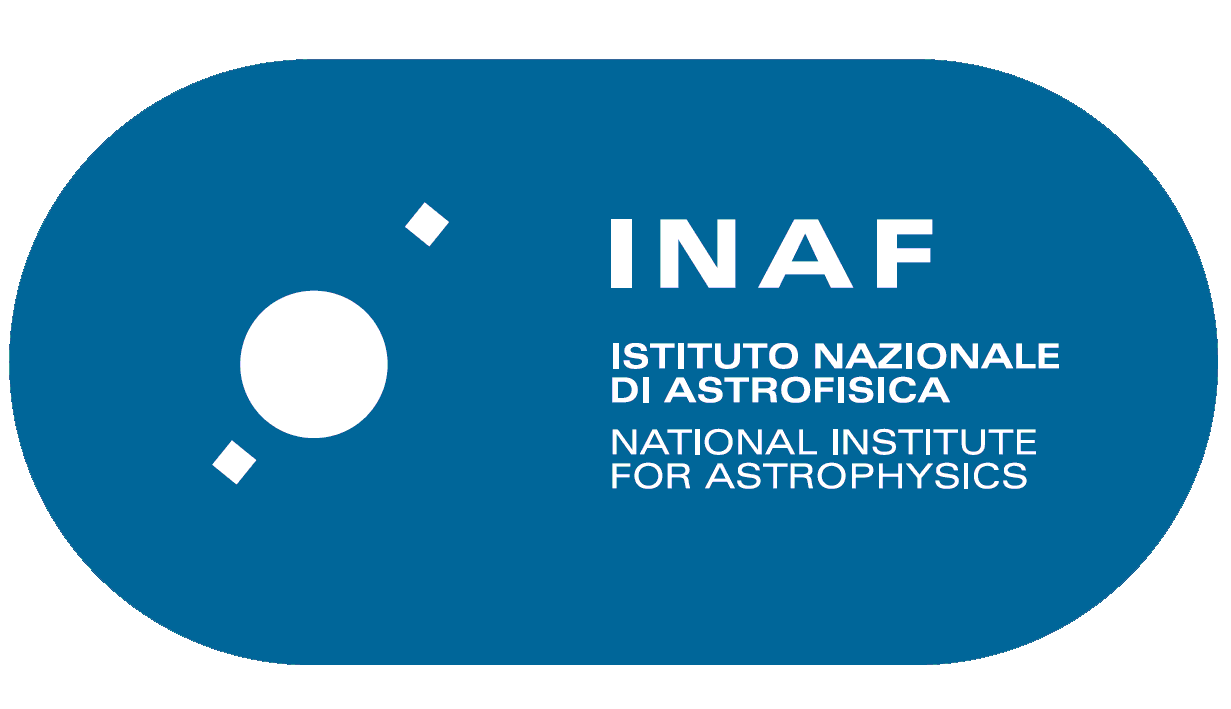 INAF
ISTITUTO NAZIONALE
DI ASTROFISICA
NATIONAL INSTITUTE
FOR ASTROPHYSICS